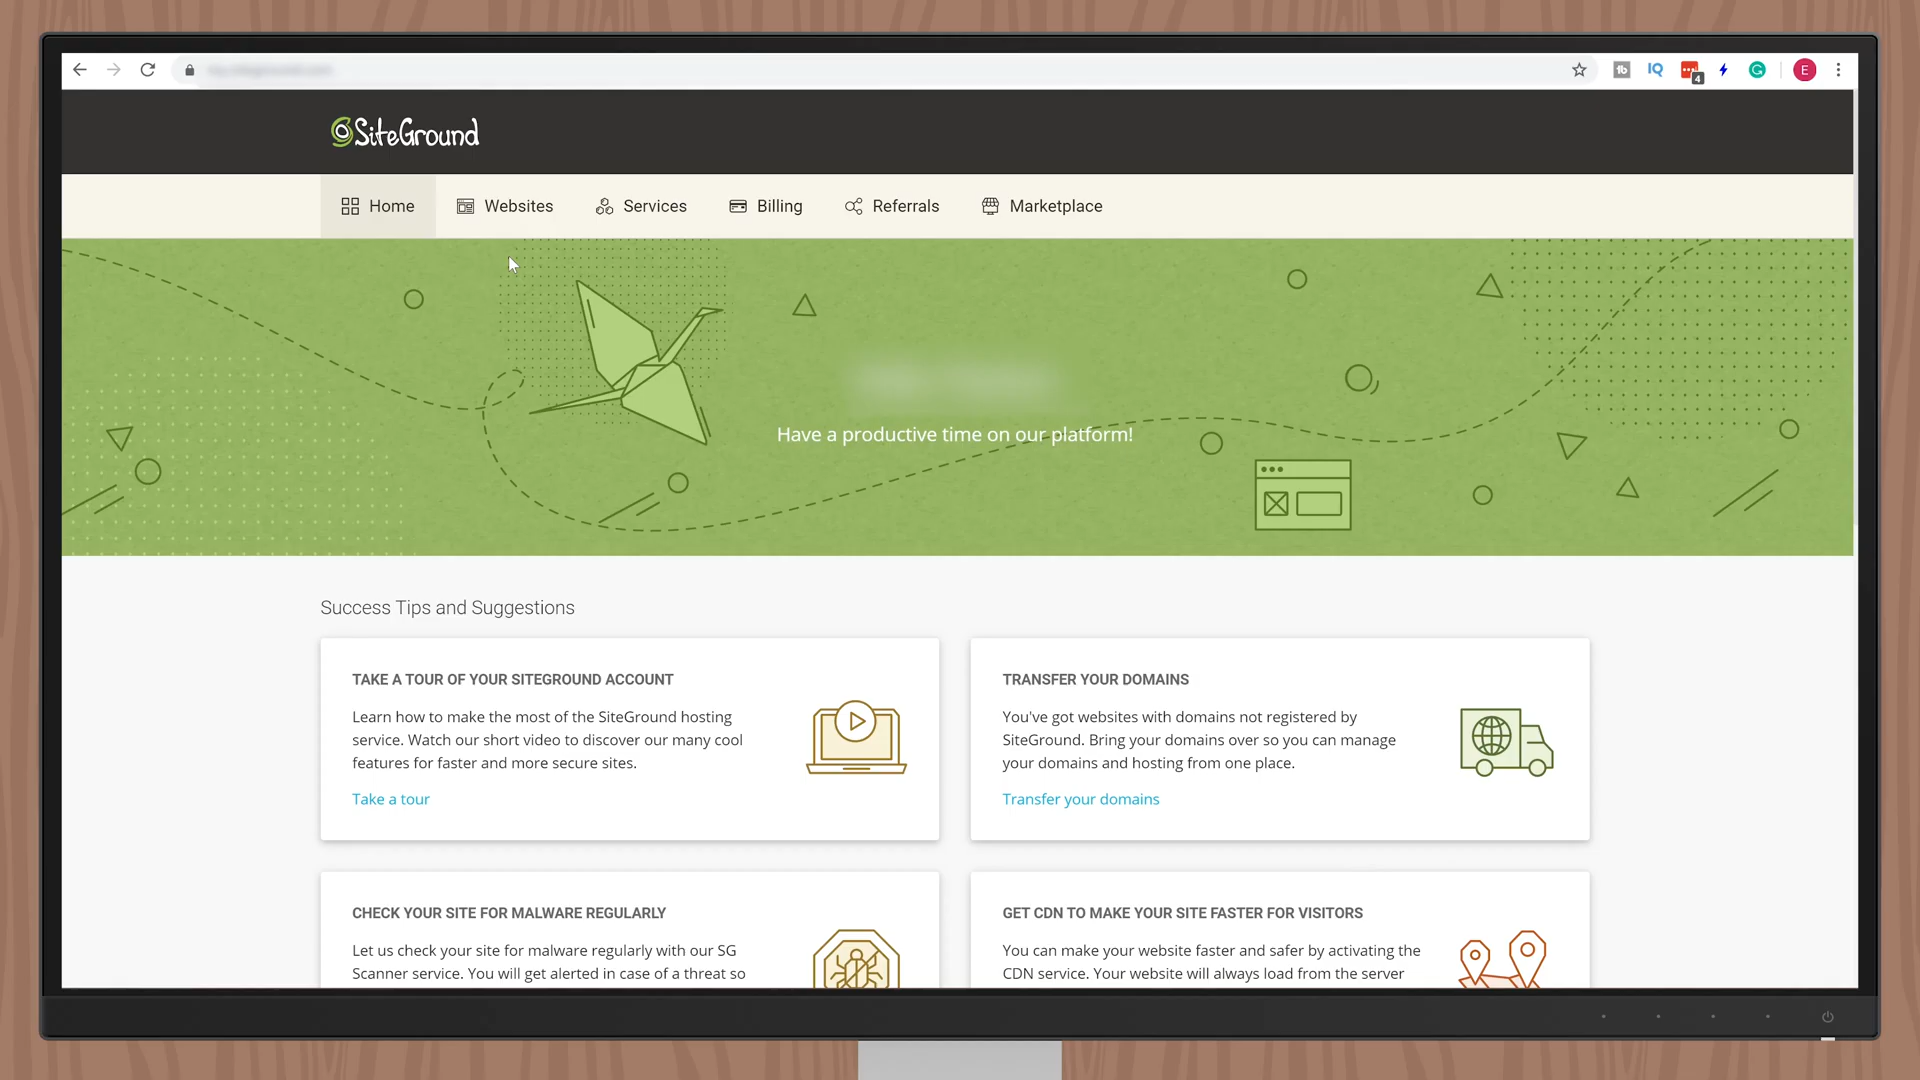 IQ
4
G
E
SiteGround
Home
Websites
Services
Billing
Referrals
Marketplace
Have a productive time on our platform!
Success Tips and Suggestions
TAKE A TOUR OF YOUR SITEGROUND ACCOUNT
Learn how to make the most of the SiteGround hosting
service. Watch our short video to discover our many cool
features for faster and more secure sites.
Take a tour
TRANSFER YOUR DOMAINS
You've got websites with domains not registered by
SiteGround. Bring your domains over so you can manage
your domains and hosting from one place.
Transfer your domains
CHECK YOUR SITE FOR MALWARE REGULARLY
Let us check your site for malware regularly with our SG
Scanner service. You will get alerted in case of a threat so
GET CDN TO MAKE YOUR SITE FASTER FOR VISITORS
You can make your website faster and safer by activating the
CDN service. Your website will always load from the server